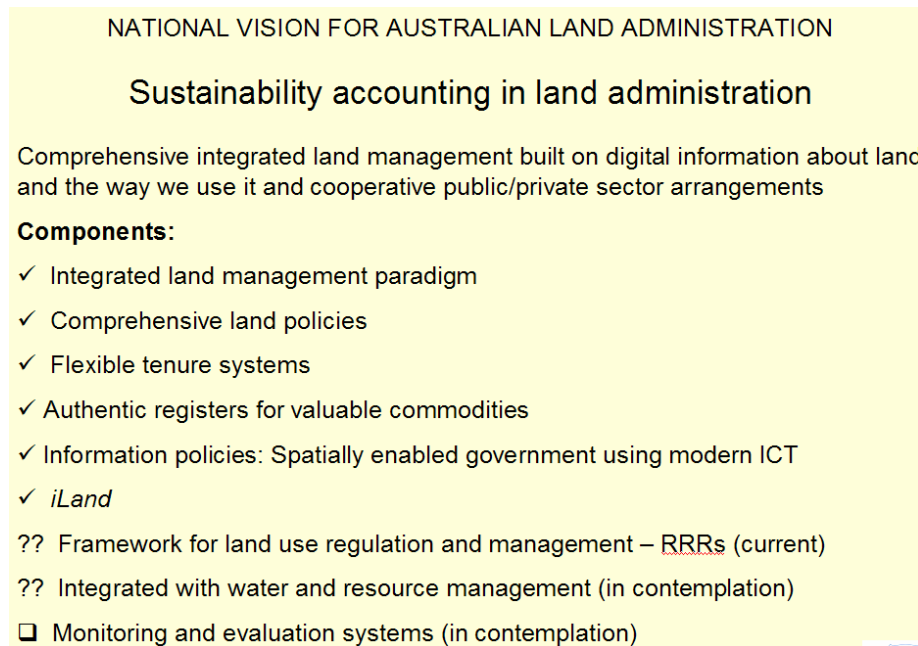 NATIONAL VISION FOR AUSTRALIAN LAND ADMINISTRATION
Sustainability accounting in land administration
Comprehensive integrated land management built on digital information about land
and the way we use it and cooperative public/private sector arrangements
Components:
✓ Integrated land management paradigm
✓ Comprehensive land policies
✓ Flexible tenure systems
✓ Authentic registers for valuable commodities
✓ Information policies: Spatially enabled government using modern ICT
✓ iLand
?? Framework for land use regulation and management – RRRs (current)
?? Integrated with water and resource management (in contemplation)
❑ Monitoring and evaluation systems (in contemplation)